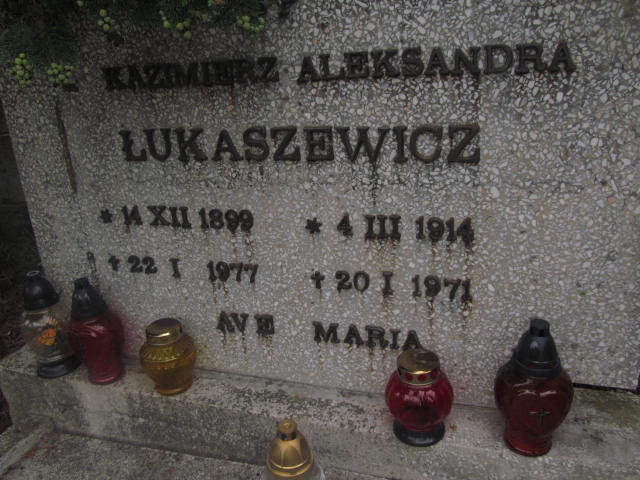 KAZIMIERZ ALEKSANDRA
ŁUKASZEWICZ
* 14 XII 1899 * 4 III 1914
† 22 I 1977 † 20 I 1971
AVE MARIA